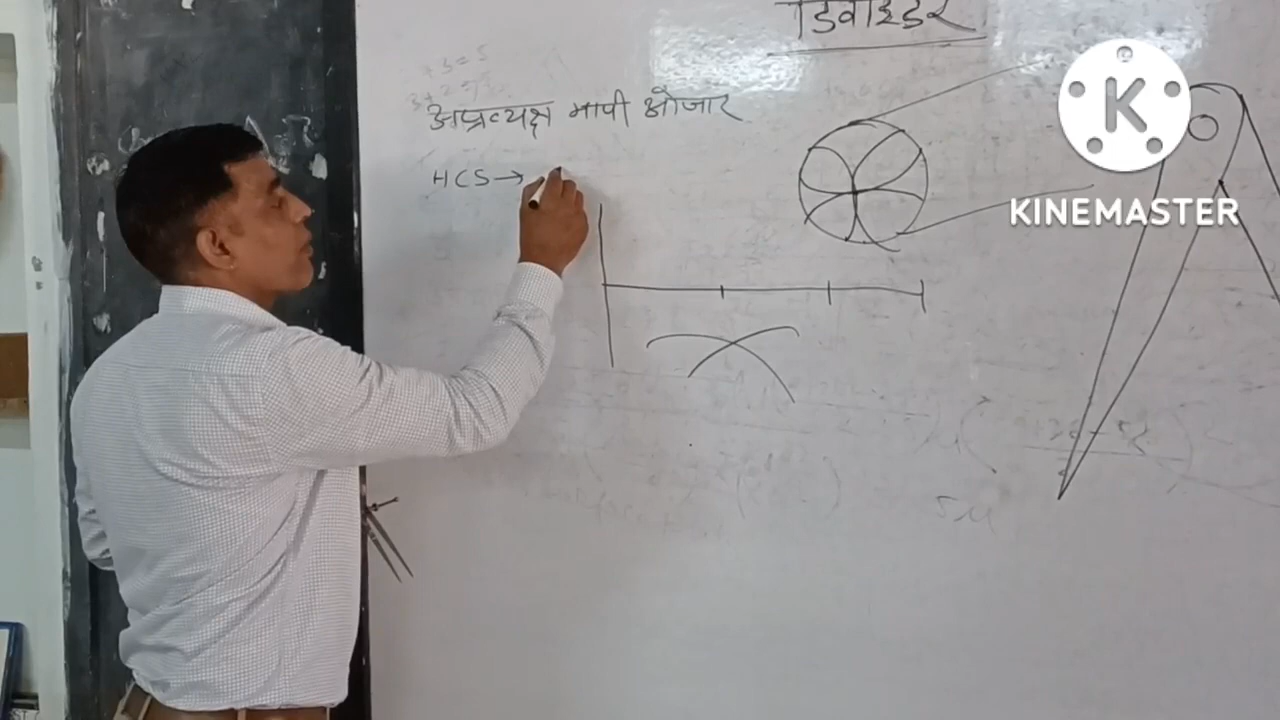 डिवाइडर
अप्रत्यक्ष मापी औजार
HCS →
K
KINEMASTER